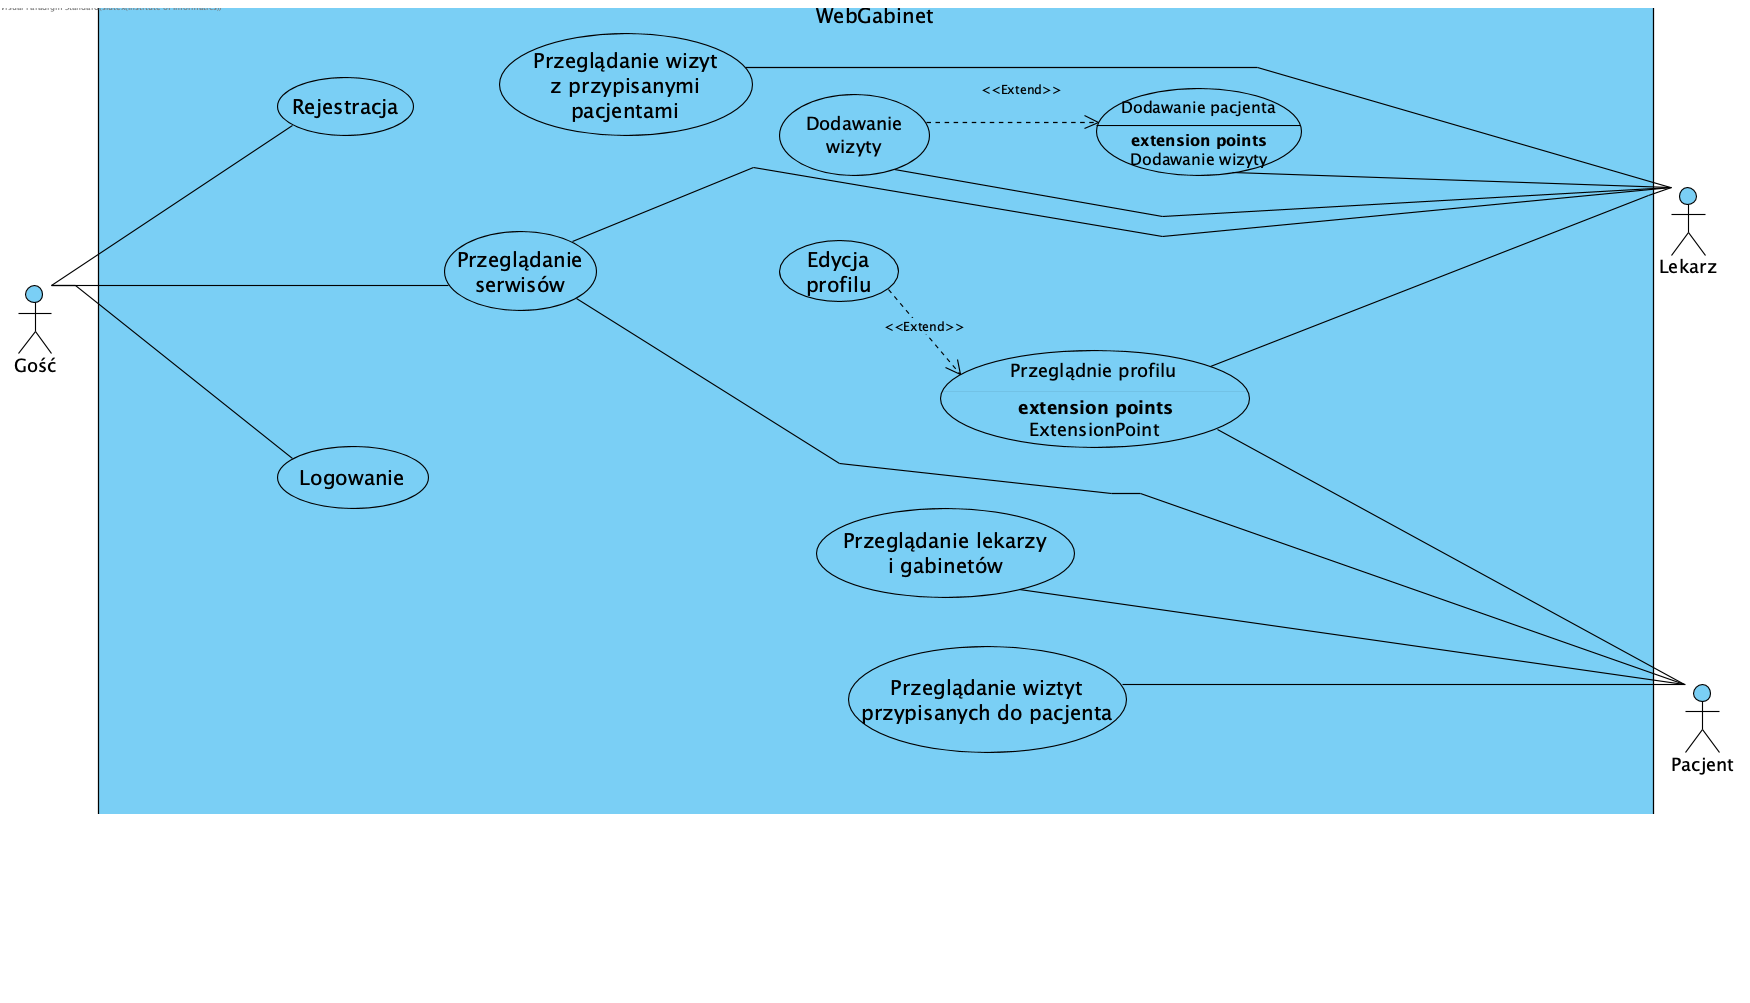 WebGabinet
Przeglądanie wizyt
z przypisanymi
pacjentami
Rejestracja
<<Extend>>
Dodawanie
wizyty
Dodawanie pacjenta
extension points
Dodawanie wizyty
Przeglądanie
serwisów
Edycja
profilu
Lekarz
<<Extend>>
Gość
Przeglądnie profilu
extension points
ExtensionPoint
Logowanie
Przeglądanie lekarzy
i gabinetów
Przeglądanie wiztyt
przypisanych do pacjenta
Pacjent